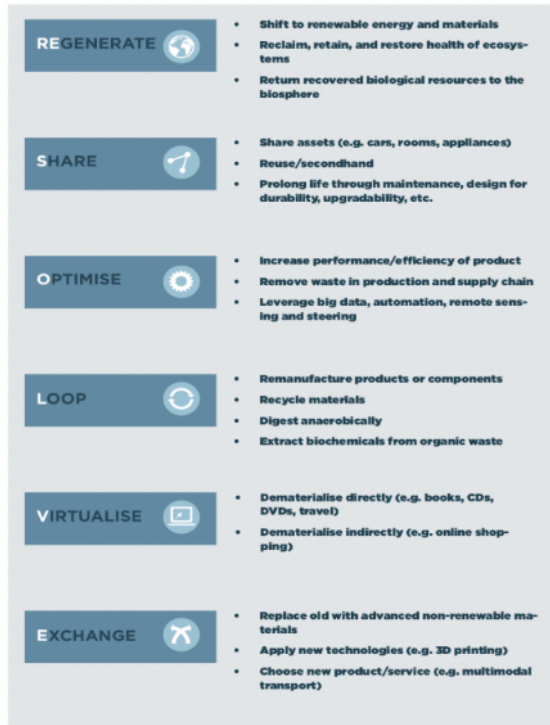 REGENERATE
• Shift to renewable energy and materials
• Reclaim, retain, and restore health of ecosys-
tems
• Return recovered biological resources to the
biosphere
SHARE
• Share assets (e.g. cars, rooms, appliances)
• Reuse/secondhand
• Prolong life through maintenance, design for
durability, upgradability, etc.
OPTIMISE
• Increase performance/efficiency of product
• Remove waste in production and supply chain
• Leverage big data, automation, remote sens-
ing and steering
LOOP
• Remanufacture products or components
• Recycle materials
• Digest anaerobically
• Extract biochemicals from organic waste
VIRTUALISE
• Dematerialise directly (e.g. books, CDs,
DVDs, travel)
• Dematerialise indirectly (e.g. online shop-
ping)
EXCHANGE
• Replace old with advanced non-renewable ma-
terials
• Apply new technologies (e.g. 3D printing)
• Choose new product/service (e.g. multimodal
transport)